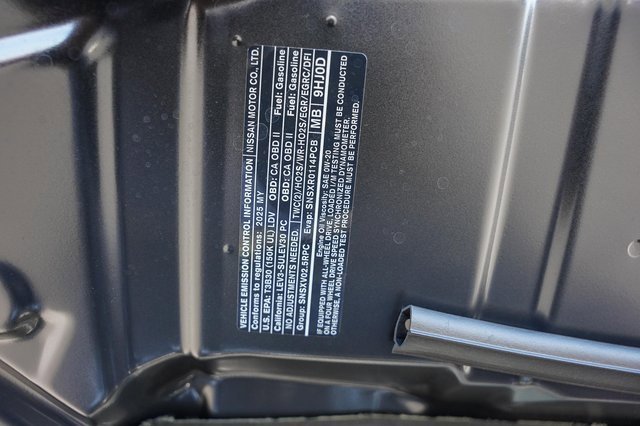 VEHICLE EMISSION CONTROL INFORMATION NISSAN MOTOR CO., LTD.
Conforms to regulations: 2025 MY
U.S. EPA: T3B30 (150K UL) LDV OBD: CA OBD II Fuel: Gasoline
California: LEV3-SULEV30 PC OBD: CA OBD II Fuel: Gasoline
NO ADJUSTMENTS NEEDED. TWC(2)/HO2S/WR-HO2S/EGR/EGRC/DFI
Group: SNSXV02.5RPC Evap: SNSXR0114PCB MB 9HJ0D
Engine Oil Viscosity: SAE 0W-20
IF EQUIPPED WITH ALL-WHEEL DRIVE, LOADED I/M TESTING MUST BE CONDUCTED
ON A FOUR WHEEL DRIVE SPEED SYNCHRONIZED DYNAMOMETER.
OTHERWISE, A NON-LOADED TEST PROCEDURE MUST BE PERFORMED.